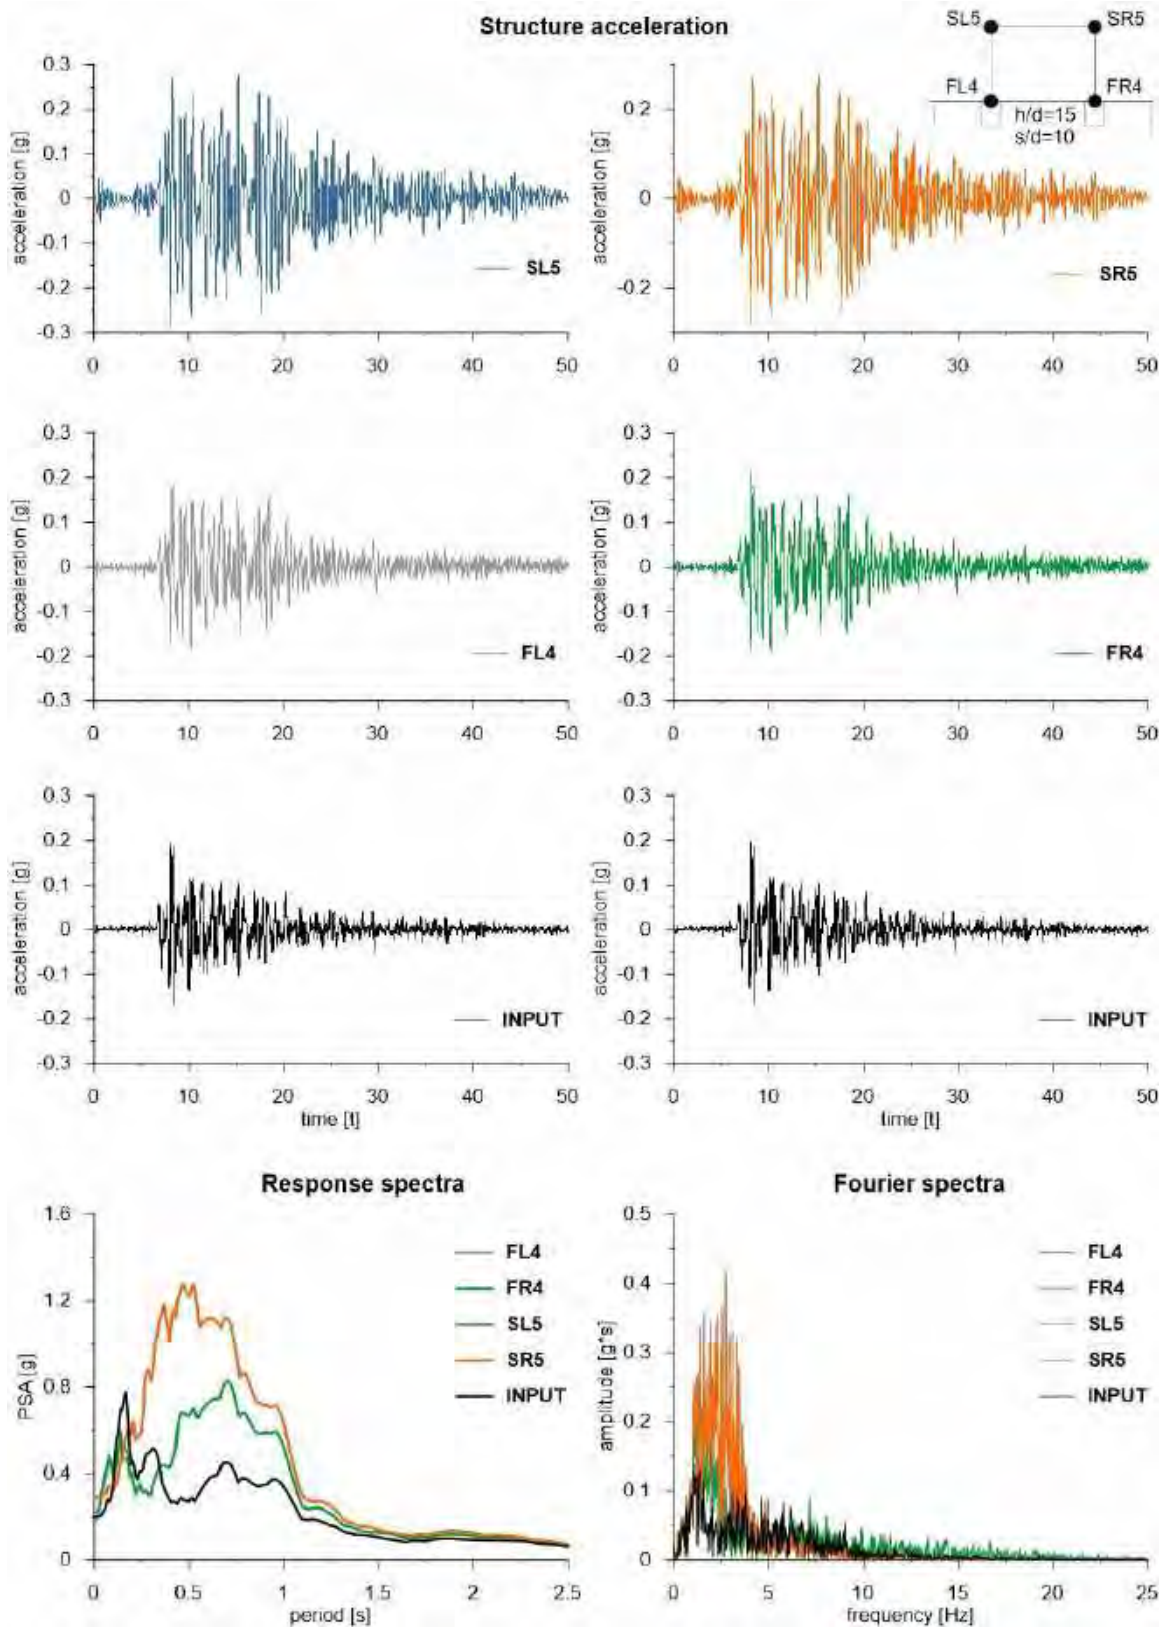 Structure acceleration
SL5 SR5
FL4 FR4
h/d=15
s/d=10
0.3
0.2
0.1
0
-0.1
-0.2
-0.3
acceleration [g]
SL5
0 10 20 30 40 50
0.2
0.1
0
-0.1
-0.2
acceleration [g]
SR5
0 10 20 30 40 50
0.3
0.2
0.1
0
-0.1
-0.2
-0.3
acceleration [g]
FL4
0 10 20 30 40 50
0.3
0.2
0.1
0
-0.1
-0.2
-0.3
acceleration [g]
FR4
0 10 20 30 40 50
0.3
0.2
0.1
0
-0.1
-0.2
-0.3
acceleration [g]
INPUT
0 10 20 30 40 50
time [t]
0.3
0.2
0.1
0
-0.1
-0.2
-0.3
acceleration [g]
INPUT
0 10 20 30 40 50
time [t]
Response spectra
1.6
1.2
0.8
0.4
0
PSA [g]
FL4
FR4
SL5
SR5
INPUT
0 0.5 1 1.5 2 2.5
period [s]
Fourier spectra
0.5
0.4
0.3
0.2
0.1
0
amplitude [g*s]
FL4
FR4
SL5
SR5
INPUT
0 5 10 15 20 25
frequency [Hz]